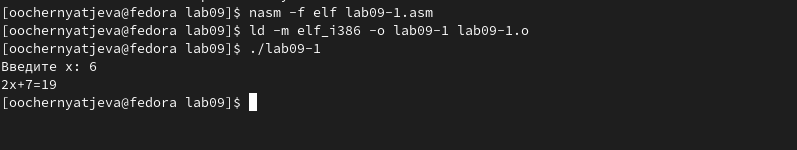 [oochernyatjeva@fedora lab09]$ nasm -f elf lab09-1.asm
[oochernyatjeva@fedora lab09]$ ld -m elf_i386 -o lab09-1 lab09-1.o
[oochernyatjeva@fedora lab09]$ ./lab09-1
Введите x: 6
2x+7=19
[oochernyatjeva@fedora lab09]$